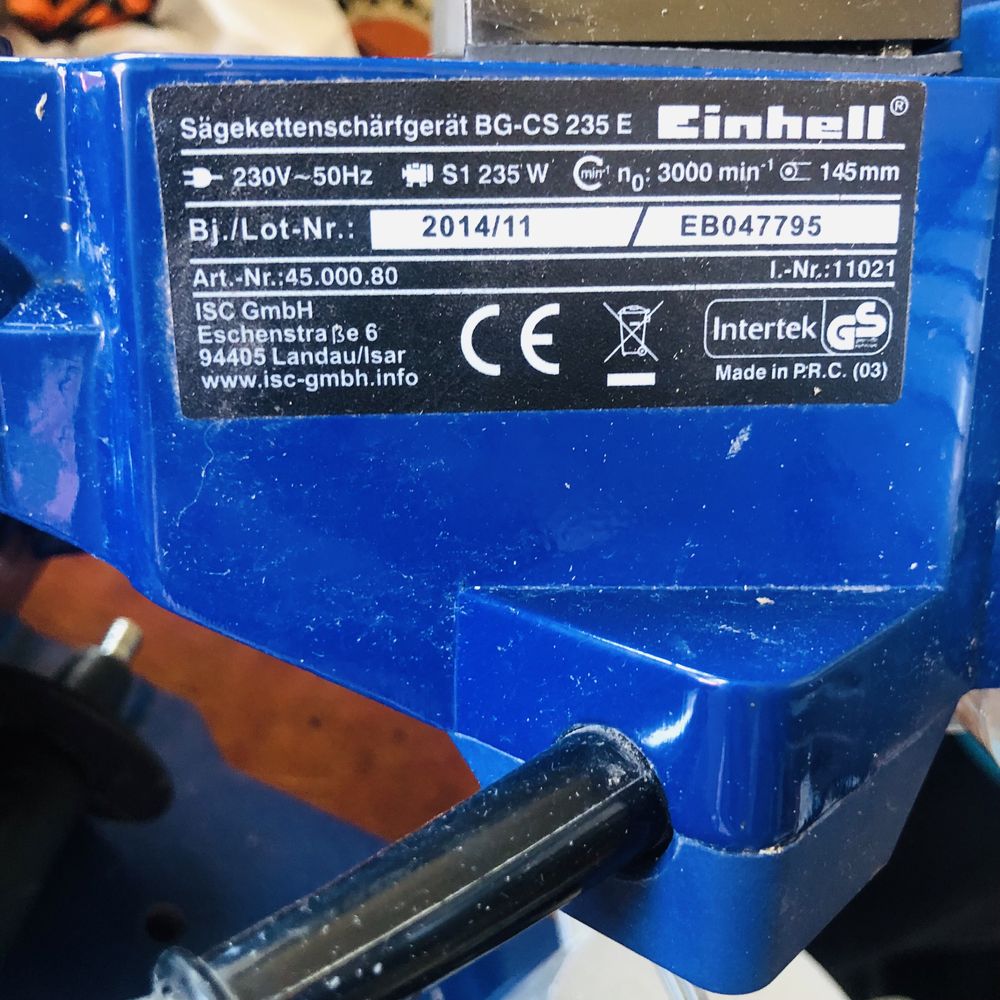 Sägekettenschärfgerät BG-CS 235 E Einhell®
230V~50Hz S1 235 W min-1 n0: 3000 min-1 145mm
Bj./Lot-Nr.: 2014/11 / EB047795
Art.-Nr.:45.000.80 I.-Nr.:11021
ISC GmbH
Eschenstraße 6
94405 Landau/Isar
www.isc-gmbh.info
CE
Intertek GS
Made in P.R.C. (03)